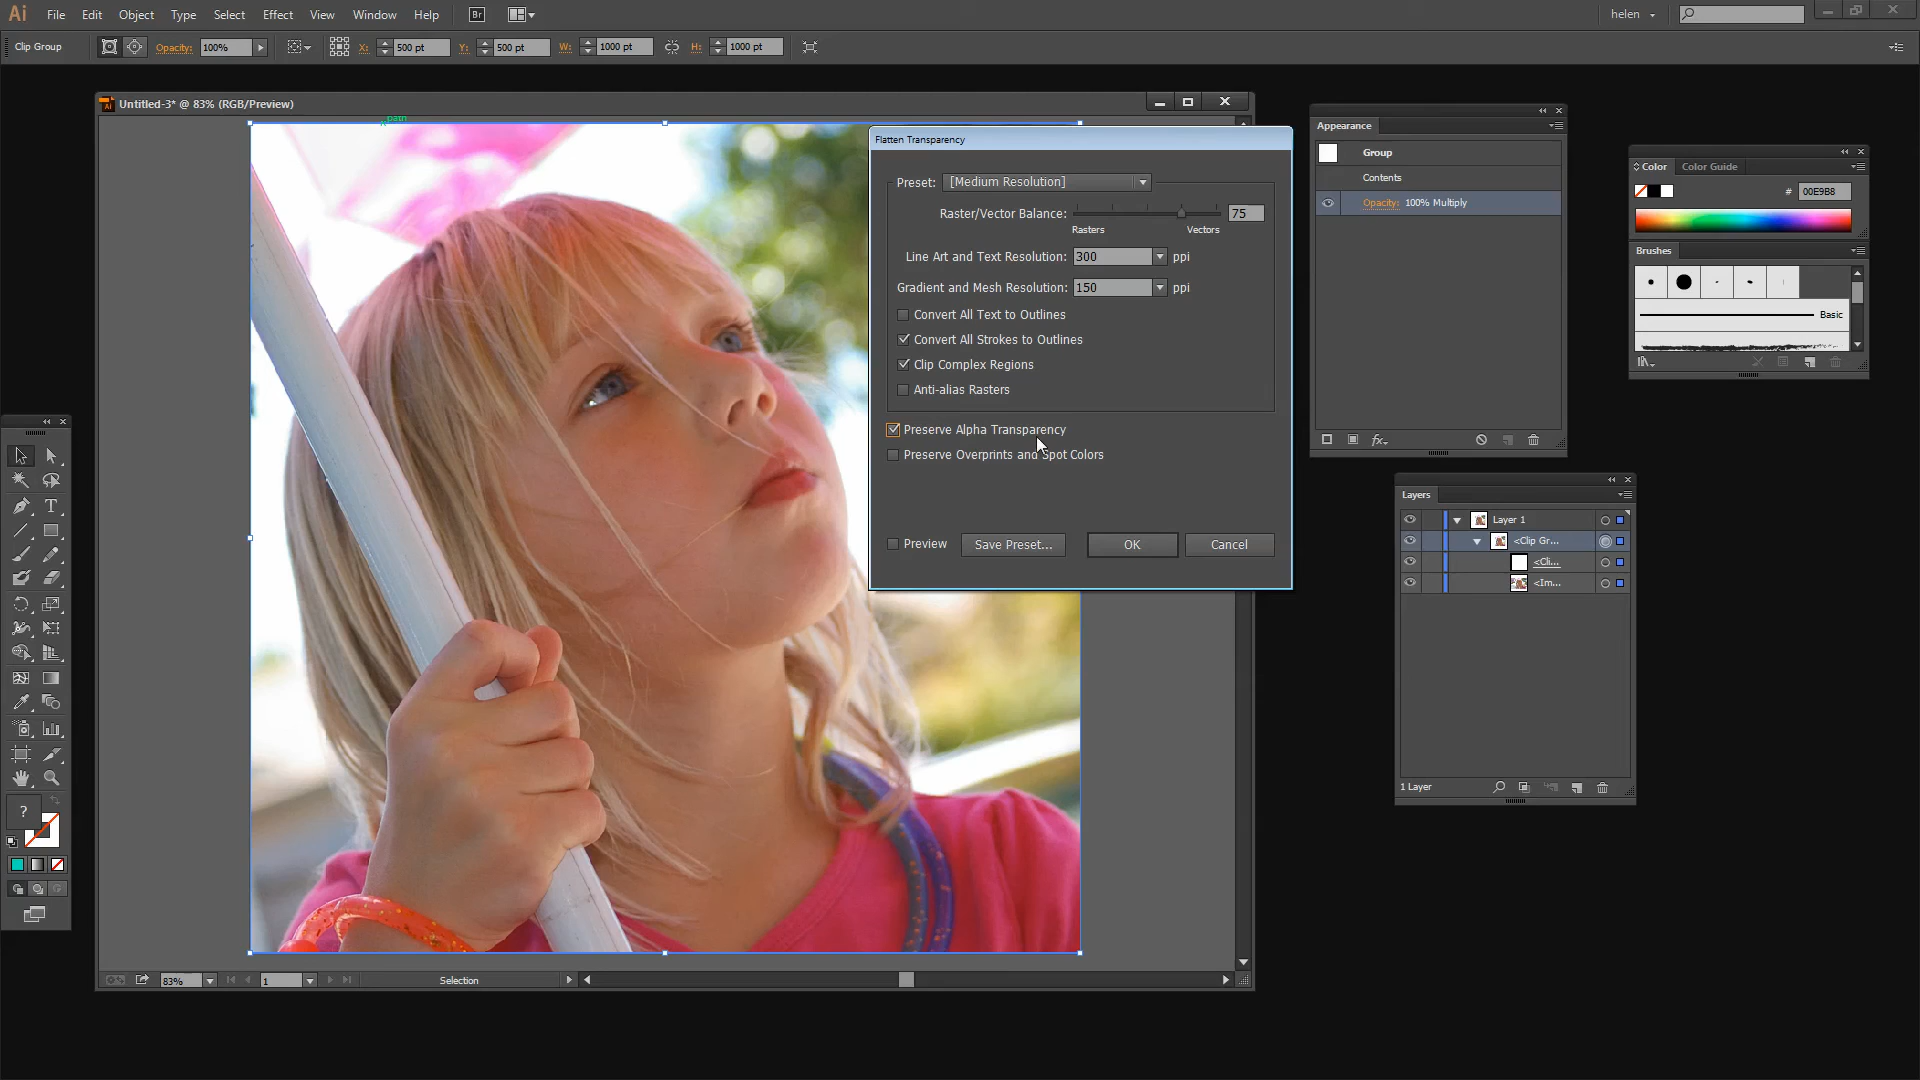 Ai File Edit Object Type Select Effect View Window Help Br helen
Clip Group Opacity: 100% X: 500 pt Y: 500 pt W: 1000 pt H: 1000 pt
Untitled-3* @ 83% (RGB/Preview)
path
Flatten Transparency
Preset: [Medium Resolution]
Raster/Vector Balance: 75
Rasters Vectors
Line Art and Text Resolution: 300 ppi
Gradient and Mesh Resolution: 150 ppi
Convert All Text to Outlines
Convert All Strokes to Outlines
Clip Complex Regions
Anti-alias Rasters
Preserve Alpha Transparency
Preserve Overprints and Spot Colors
Preview Save Preset... OK Cancel
Appearance
Group
Contents
Opacity: 100% Multiply
fx
Color Color Guide
# 00E9B8
Brushes
Basic
Layers
Layer 1
<Clip Gr...
<Cli...
<Im...
1 Layer
T
?
83% 1 Selection